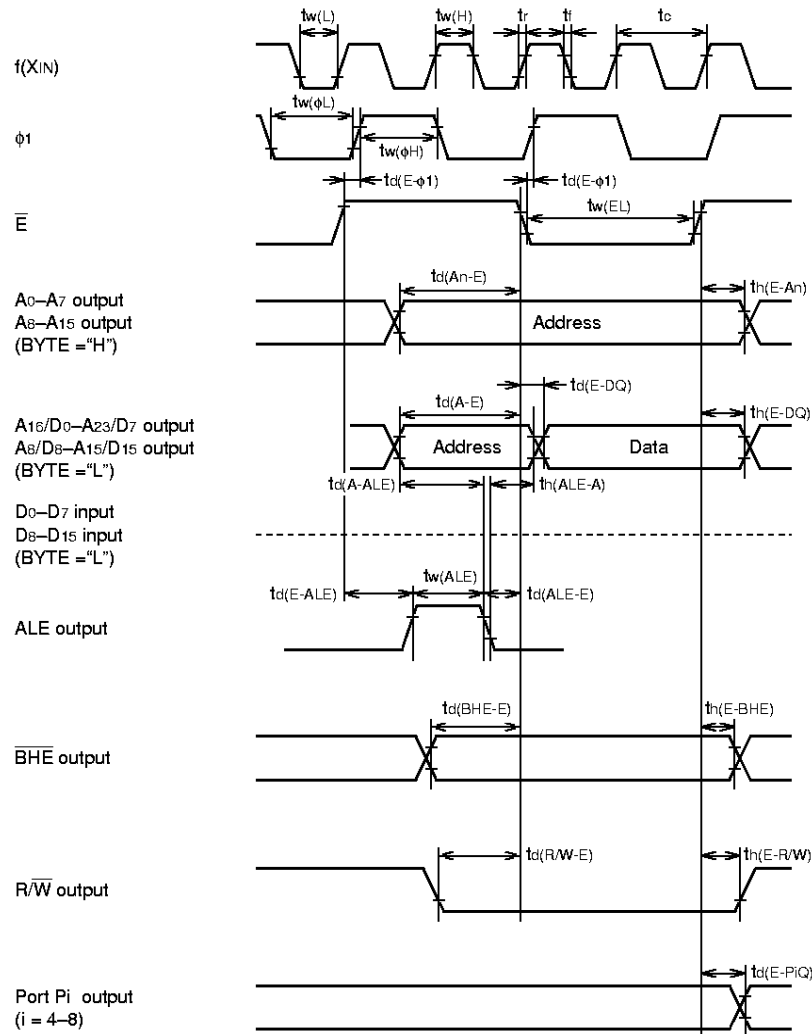 tw(L) tw(H) tr tf tc
f(XIN)
tw(ϕL)
ϕ1
tw(ϕH)
td(E-ϕ1) td(E-ϕ1)
E̅ tw(EL)
td(An-E) th(E-An)
A0–A7 output
A8–A15 output
(BYTE =“H”)
Address
td(E-DQ)
td(A-E) th(E-DQ)
A16/D0–A23/D7 output
A8/D8–A15/D15 output
(BYTE =“L”)
Address Data
td(A-ALE) th(ALE-A)
D0–D7 input
D8–D15 input
(BYTE =“L”)
tw(ALE)
td(E-ALE) td(ALE-E)
ALE output
td(BHE-E) th(E-BHE)
B̅H̅E̅ output
td(R/W-E) th(E-R/W)
R/W̅ output
td(E-PiQ)
Port Pi output
(i = 4–8)